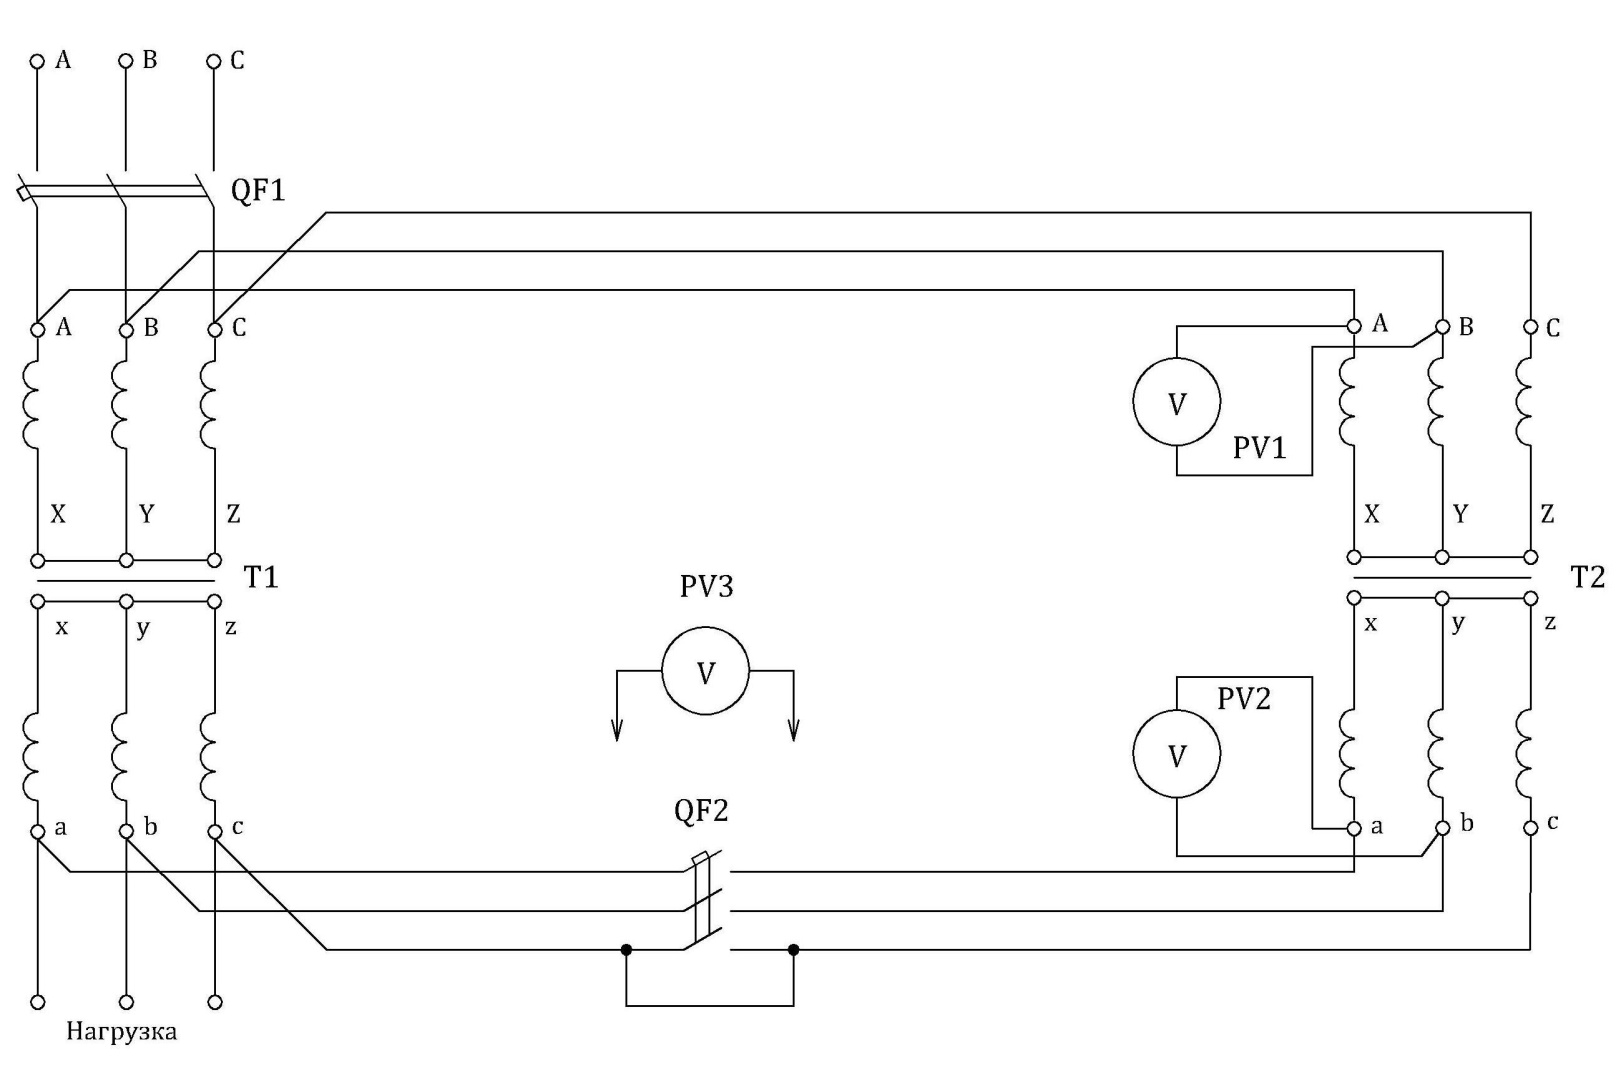 A B C
QF1
A B C
A B C
V
PV1
X Y Z
X Y Z
T1
T2
PV3
x y z
x y z
V
PV2
V
QF2
a b c
a b c
Нагрузка